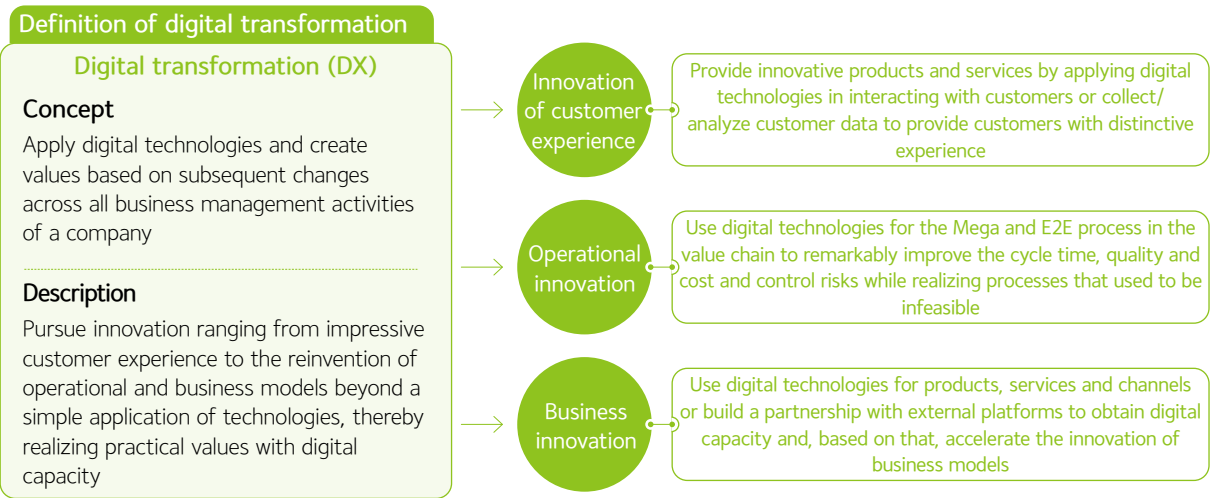 Definition of digital transformation
Digital transformation (DX)
Concept
Apply digital technologies and create
values based on subsequent changes
across all business management activities
of a company
Description
Pursue innovation ranging from impressive
customer experience to the reinvention of
operational and business models beyond a
simple application of technologies, thereby
realizing practical values with digital
capacity
Innovation
of customer
experience
Provide innovative products and services by applying digital
technologies in interacting with customers or collect/
analyze customer data to provide customers with distinctive
experience
Operational
innovation
Use digital technologies for the Mega and E2E process in the
value chain to remarkably improve the cycle time, quality and
cost and control risks while realizing processes that used to be
infeasible
Business
innovation
Use digital technologies for products, services and channels
or build a partnership with external platforms to obtain digital
capacity and, based on that, accelerate the innovation of
business models